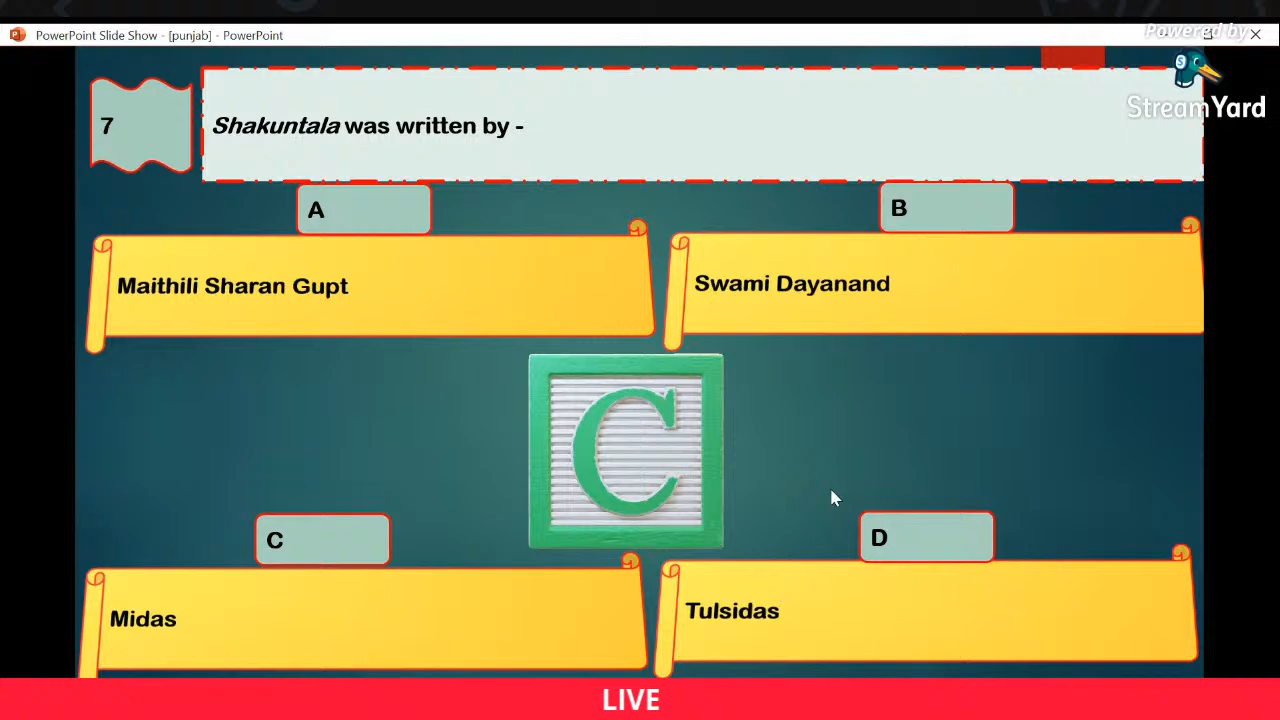 PowerPoint Slide Show - [punjab] - PowerPoint
Powered by
StreamYard
7
Shakuntala was written by -
A
B
Maithili Sharan Gupt
Swami Dayanand
C
C
D
Midas
Tulsidas
LIVE